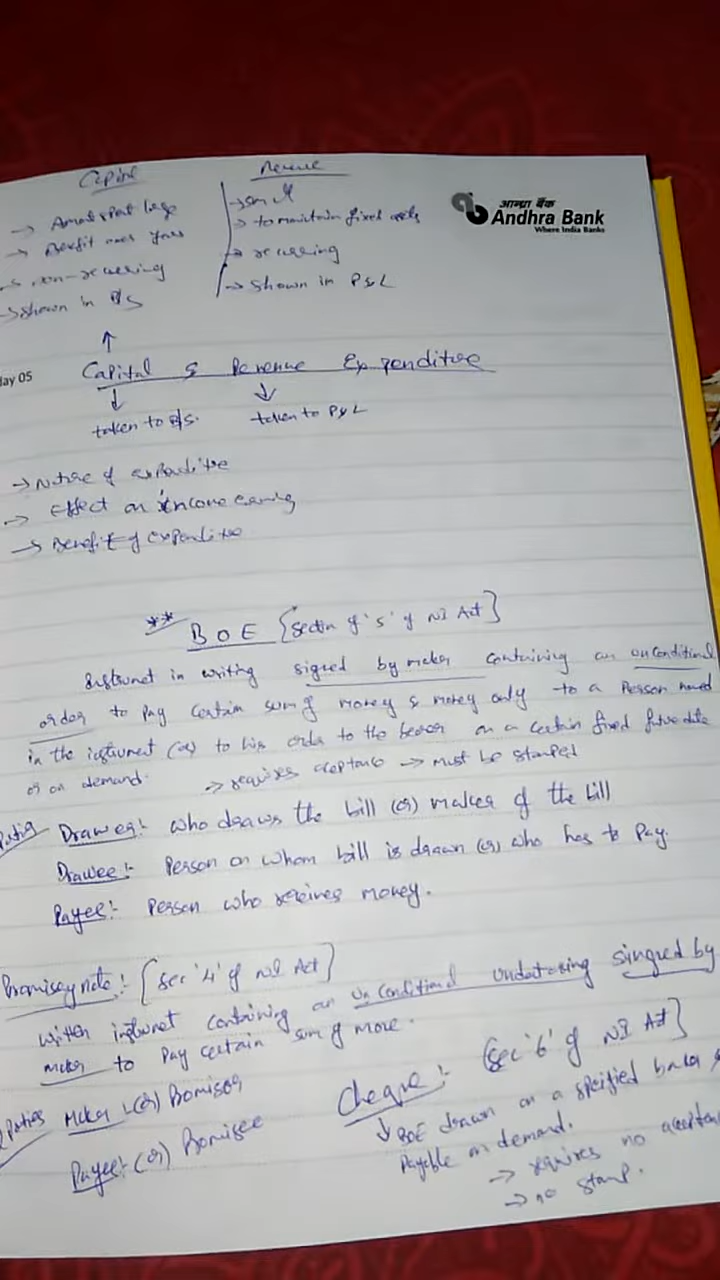 Capital
→ Amout spent large
→ Benefit over years
→ non-recurring
→ Shown in B/S
Revenue
→ small
→ to maintain fixed assets
→ recurring
→ Shown in P&L
आन्ध्रा बैंक
Andhra Bank
Where India Banks
ay 05
Capital & Revenue Expenditure
taken to B/S.
taken to P&L
→ Nature of expenditure
→ Effect on income earning
→ Benefit of expenditure
** BOE [Section of '5' of NI Act]
Instrument in writing signed by maker containing an unconditional
order to pay certain sum of money & money only to a Person named
in the instrument (or) to his order to the bearer on a certain fixed future date
or on demand. → requires acceptance → must be stamped
Parties Drawer:- who draws the bill (or) maker of the bill
Drawee:- Person on whom bill is drawn (or) who has to Pay.
Payee:- Person who receives money.
Promisory note:- [sec '4' of NI Act]
written instrument containing an unconditional undertaking singned by
maker to Pay certain sum of money.
Parties Maker:- (or) Promisor
Payee:- (or) Promisee
Cheque:- [sec '6' of NI Act]
↓ BOE drawn on a specified banker &
Payable on demand.
→ requires no acceptan
→ no stamp.